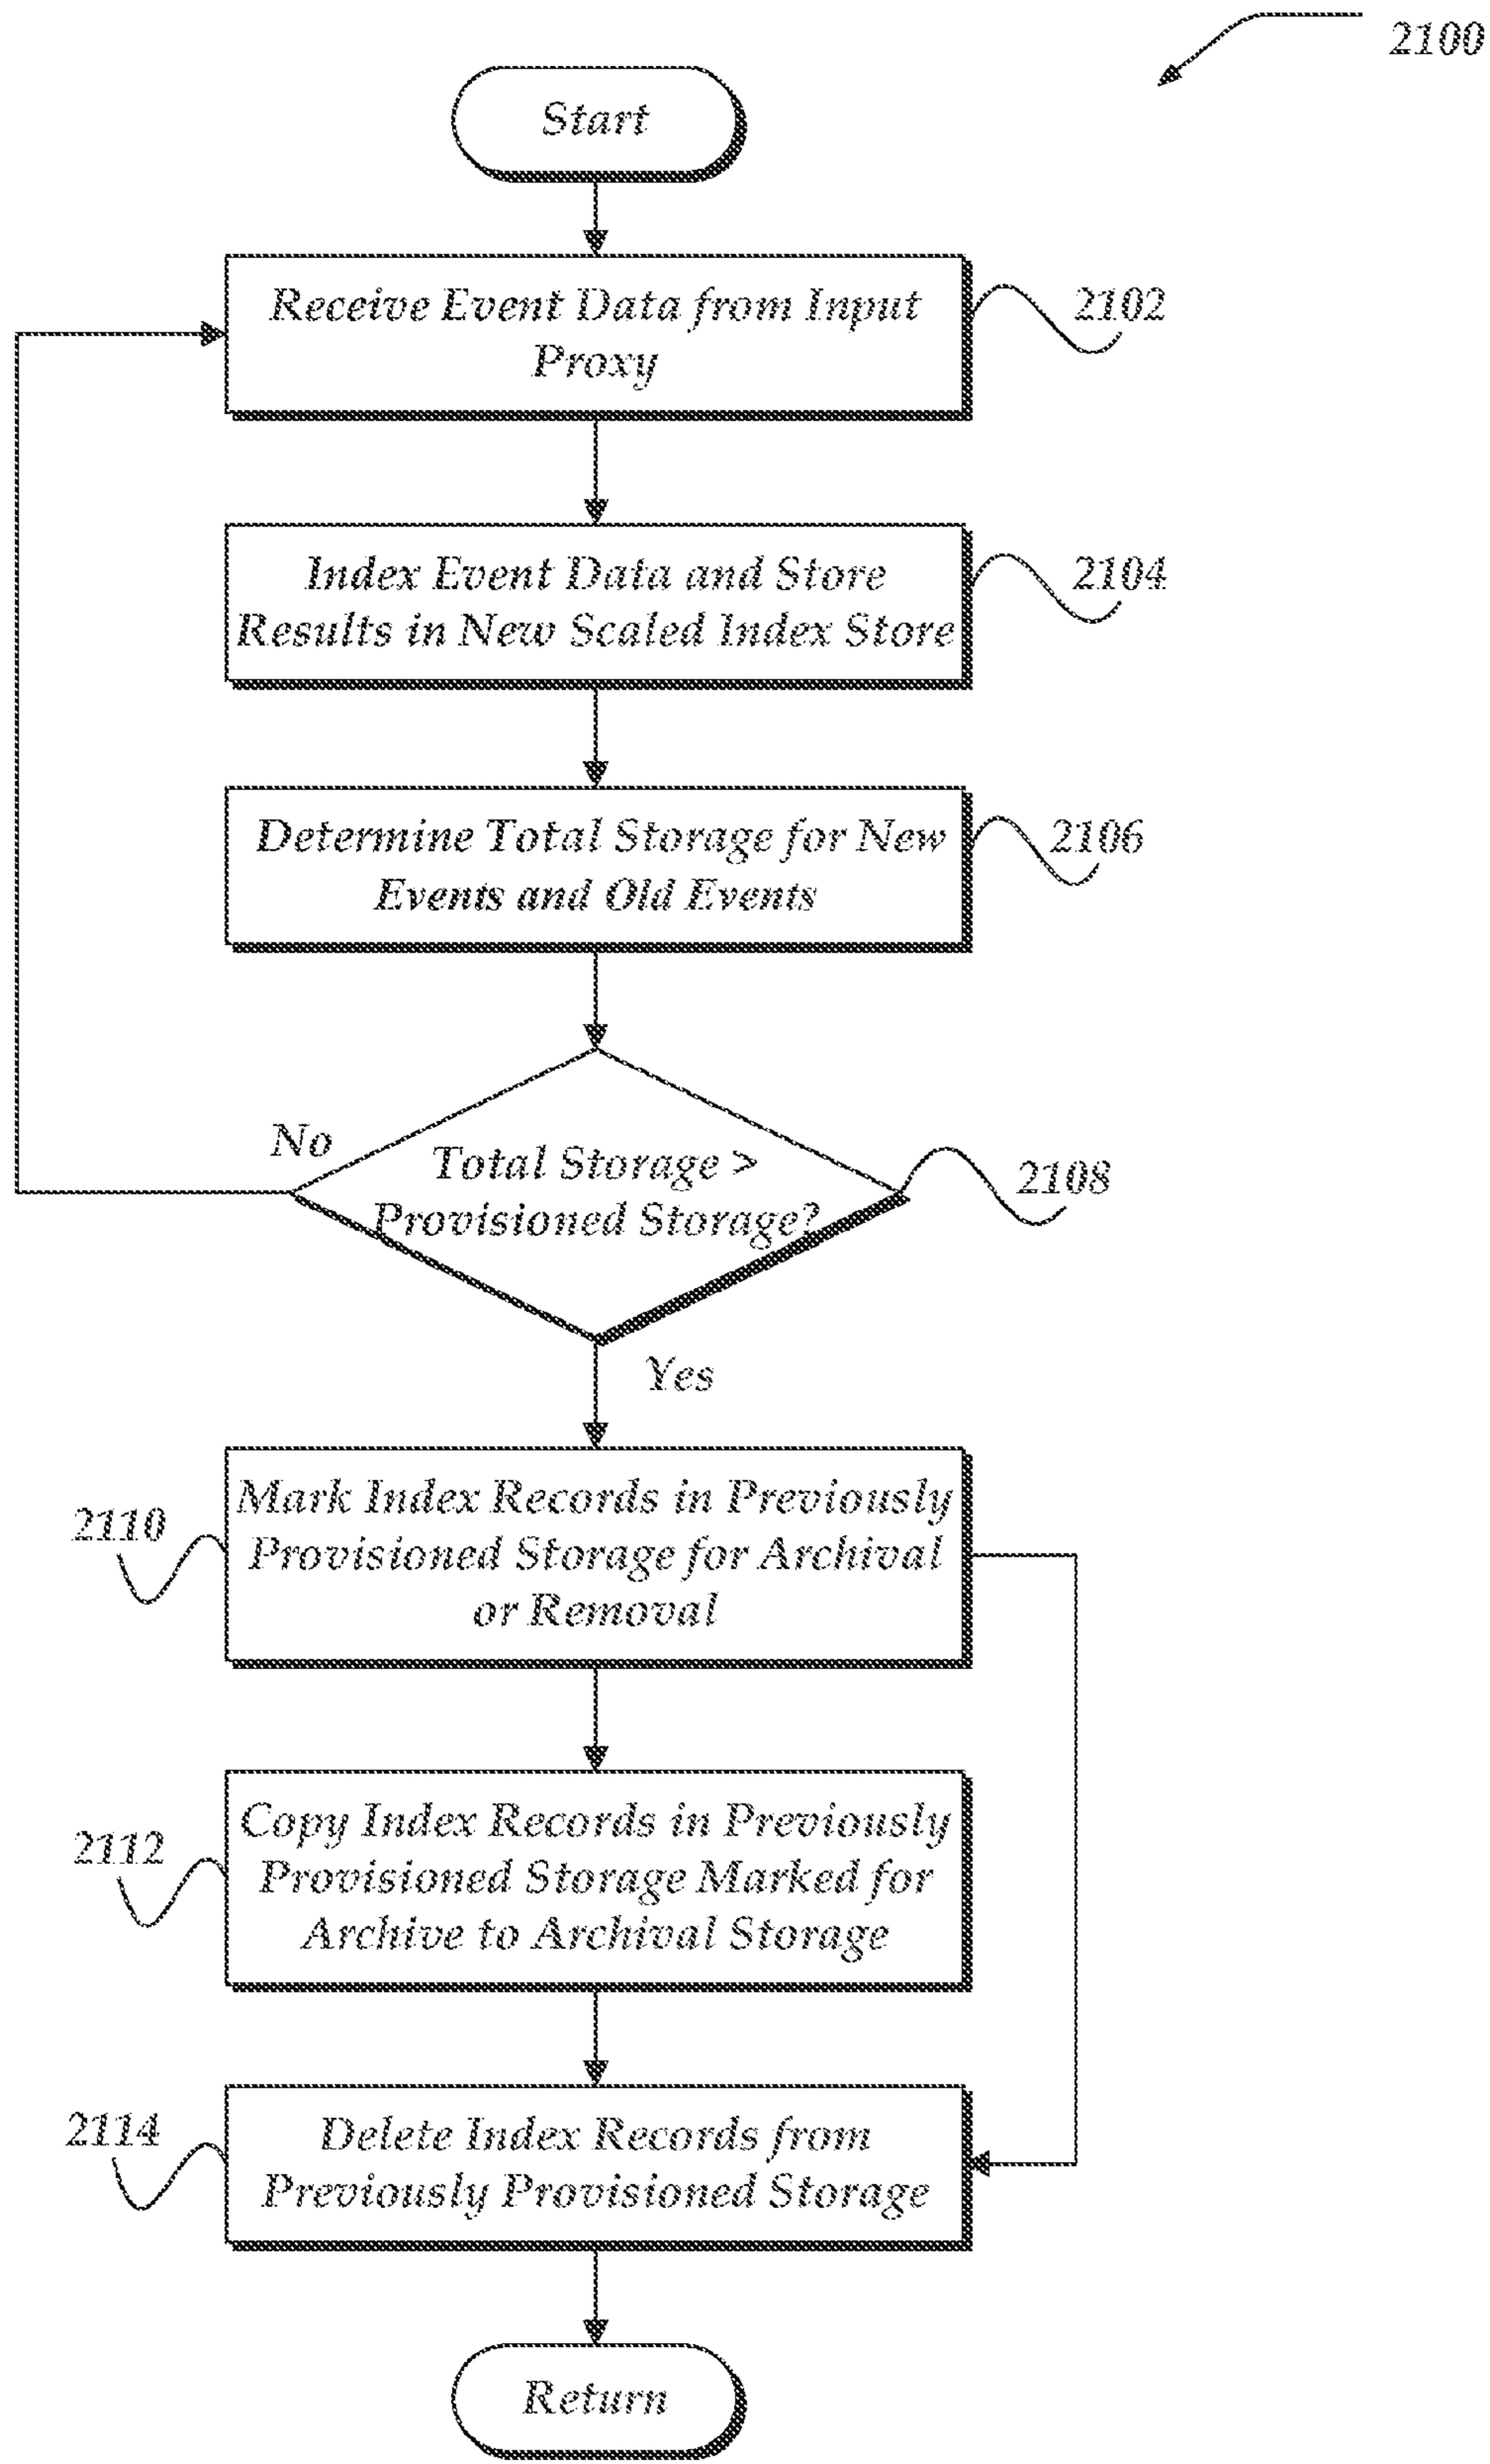 2100
Start
Receive Event Data from Input
Proxy
2102
Index Event Data and Store
Results in New Scaled Index Store
2104
Determine Total Storage for New
Events and Old Events
2106
No
Total Storage >
Provisioned Storage?
2108
Yes
Mark Index Records in Previously
Provisioned Storage for Archival
or Removal
2110
Copy Index Records in Previously
Provisioned Storage Marked for
Archive to Archival Storage
2112
Delete Index Records from
Previously Provisioned Storage
2114
Return